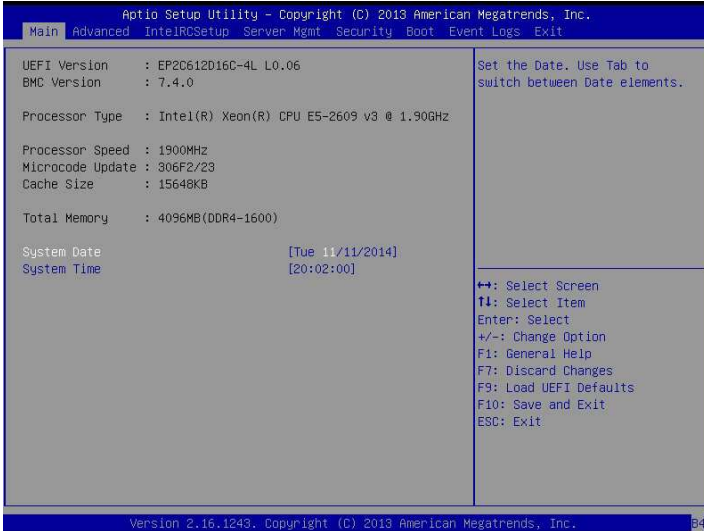 Aptio Setup Utility – Copyright (C) 2013 American Megatrends, Inc.
Main Advanced IntelRCSetup Server Mgmt Security Boot Event Logs Exit
UEFI Version : EP2C612D16C-4L L0.06
BMC Version : 7.4.0
Processor Type : Intel(R) Xeon(R) CPU E5-2609 v3 @ 1.90GHz
Processor Speed : 1900MHz
Microcode Update : 306F2/23
Cache Size : 15648KB
Total Memory : 4096MB(DDR4-1600)
System Date [Tue 11/11/2014]
System Time [20:02:00]
Set the Date. Use Tab to
switch between Date elements.
↔: Select Screen
↑↓: Select Item
Enter: Select
+/-: Change Option
F1: General Help
F7: Discard Changes
F9: Load UEFI Defaults
F10: Save and Exit
ESC: Exit
Version 2.16.1243. Copyright (C) 2013 American Megatrends, Inc.
B4